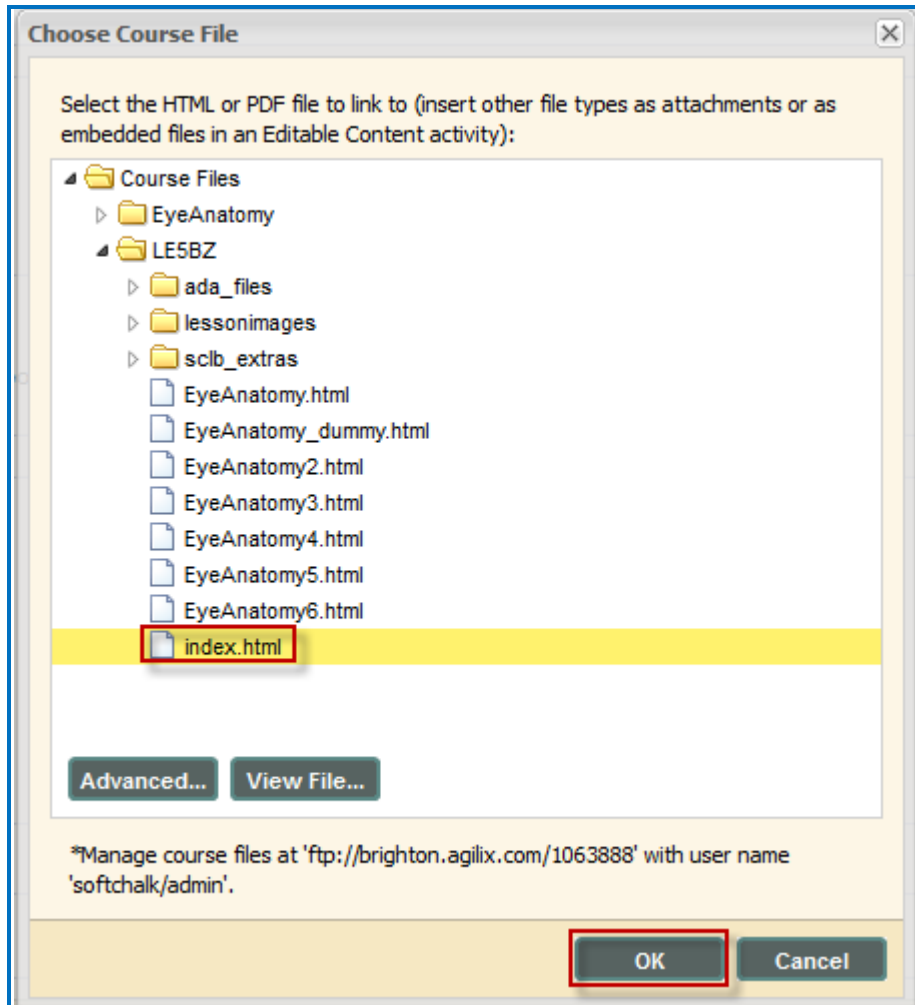 Choose Course File
Select the HTML or PDF file to link to (insert other file types as attachments or as
embedded files in an Editable Content activity):
Course Files
EyeAnatomy
LE5BZ
ada_files
lessonimages
sclb_extras
EyeAnatomy.html
EyeAnatomy_dummy.html
EyeAnatomy2.html
EyeAnatomy3.html
EyeAnatomy4.html
EyeAnatomy5.html
EyeAnatomy6.html
index.html
Advanced... View File...
*Manage course files at 'ftp://brighton.agilix.com/1063888' with user name
'softchalk/admin'.
OK Cancel